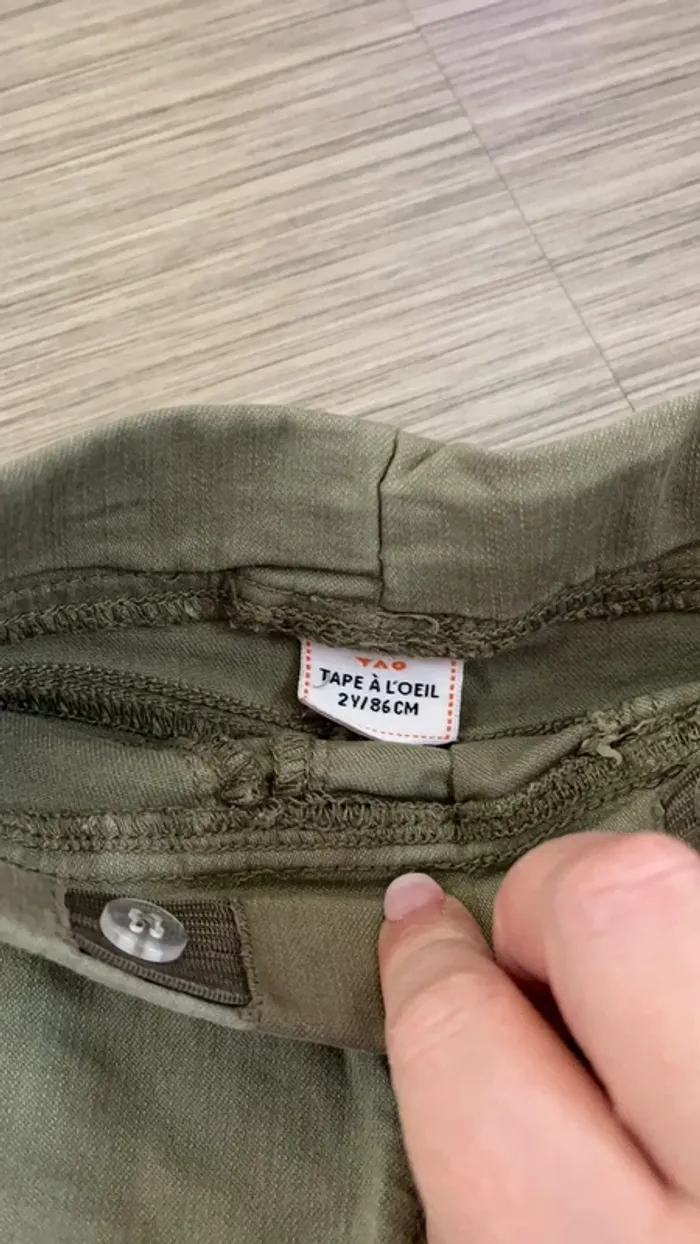 TAO
TAPE À L'OEIL
2Y/86CM